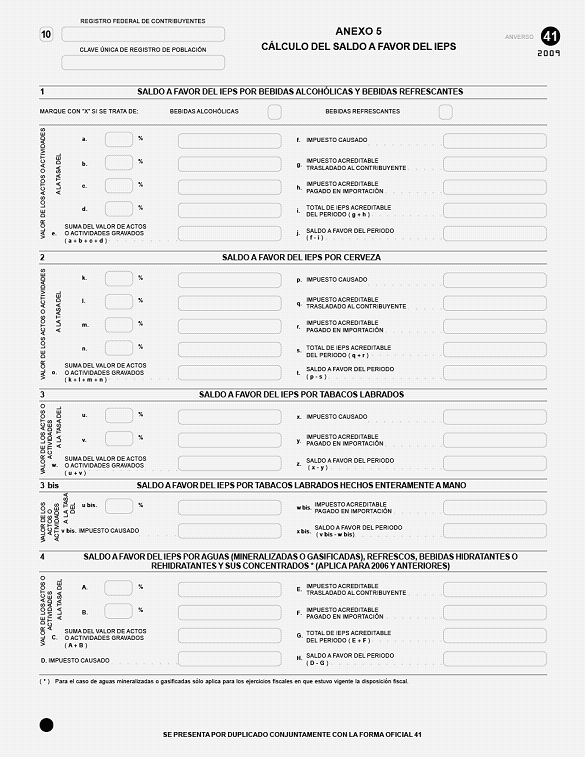 10
REGISTRO FEDERAL DE CONTRIBUYENTES
CLAVE ÚNICA DE REGISTRO DE POBLACIÓN
ANEXO 5
CÁLCULO DEL SALDO A FAVOR DEL IEPS
ANVERSO 41
2009
1 SALDO A FAVOR DEL IEPS POR BEBIDAS ALCOHÓLICAS Y BEBIDAS REFRESCANTES
MARQUE CON "X" SI SE TRATA DE: BEBIDAS ALCOHÓLICAS BEBIDAS REFRESCANTES
VALOR DE LOS ACTOS O ACTIVIDADES
A LA TASA DEL
a. %
b. %
c. %
d. %
e. SUMA DEL VALOR DE ACTOS
O ACTIVIDADES GRAVADOS
( a + b + c + d )
f. IMPUESTO CAUSADO
g. IMPUESTO ACREDITABLE
TRASLADADO AL CONTRIBUYENTE
h. IMPUESTO ACREDITABLE
PAGADO EN IMPORTACIÓN
i. TOTAL DE IEPS ACREDITABLE
DEL PERIODO ( g + h )
j. SALDO A FAVOR DEL PERIODO
( f - i )
2 SALDO A FAVOR DEL IEPS POR CERVEZA
VALOR DE LOS ACTOS O ACTIVIDADES
A LA TASA DEL
k. %
l. %
m. %
n. %
o. SUMA DEL VALOR DE ACTOS
O ACTIVIDADES GRAVADOS
( k + l + m + n )
p. IMPUESTO CAUSADO
q. IMPUESTO ACREDITABLE
TRASLADADO AL CONTRIBUYENTE
r. IMPUESTO ACREDITABLE
PAGADO EN IMPORTACIÓN
s. TOTAL DE IEPS ACREDITABLE
DEL PERIODO ( q + r )
t. SALDO A FAVOR DEL PERIODO
( p - s )
3 SALDO A FAVOR DEL IEPS POR TABACOS LABRADOS
VALOR DE LOS ACTOS O
ACTIVIDADES
A LA TASA DEL
u. %
v. %
w. SUMA DEL VALOR DE ACTOS
O ACTIVIDADES GRAVADOS
( u + v )
x. IMPUESTO CAUSADO
y. IMPUESTO ACREDITABLE
PAGADO EN IMPORTACIÓN
z. SALDO A FAVOR DEL PERIODO
( x - y )
3 bis SALDO A FAVOR DEL IEPS POR TABACOS LABRADOS HECHOS ENTERAMENTE A MANO
VALOR DE LOS
ACTOS O
ACTIVIDADES
A LA TASA
DEL
u bis. %
v bis. IMPUESTO CAUSADO
w bis. IMPUESTO ACREDITABLE
PAGADO EN IMPORTACIÓN
x bis. SALDO A FAVOR DEL PERIODO
( v bis - w bis)
4 SALDO A FAVOR DEL IEPS POR AGUAS (MINERALIZADAS O GASIFICADAS), REFRESCOS, BEBIDAS HIDRATANTES O
REHIDRATANTES Y SUS CONCENTRADOS * (APLICA PARA 2006 Y ANTERIORES)
VALOR DE LOS ACTOS O
ACTIVIDADES
A LA TASA DEL
A. %
B. %
C. SUMA DEL VALOR DE ACTOS
O ACTIVIDADES GRAVADOS
( A + B )
D. IMPUESTO CAUSADO
E. IMPUESTO ACREDITABLE
TRASLADADO AL CONTRIBUYENTE
F. IMPUESTO ACREDITABLE
PAGADO EN IMPORTACIÓN
G. TOTAL DE IEPS ACREDITABLE
DEL PERIODO ( E + F )
H. SALDO A FAVOR DEL PERIODO
( D - G )
( * ) Para el caso de aguas mineralizadas o gasificadas sólo aplica para los ejercicios fiscales en que estuvo vigente la disposición fiscal.
SE PRESENTA POR DUPLICADO CONJUNTAMENTE CON LA FORMA OFICIAL 41